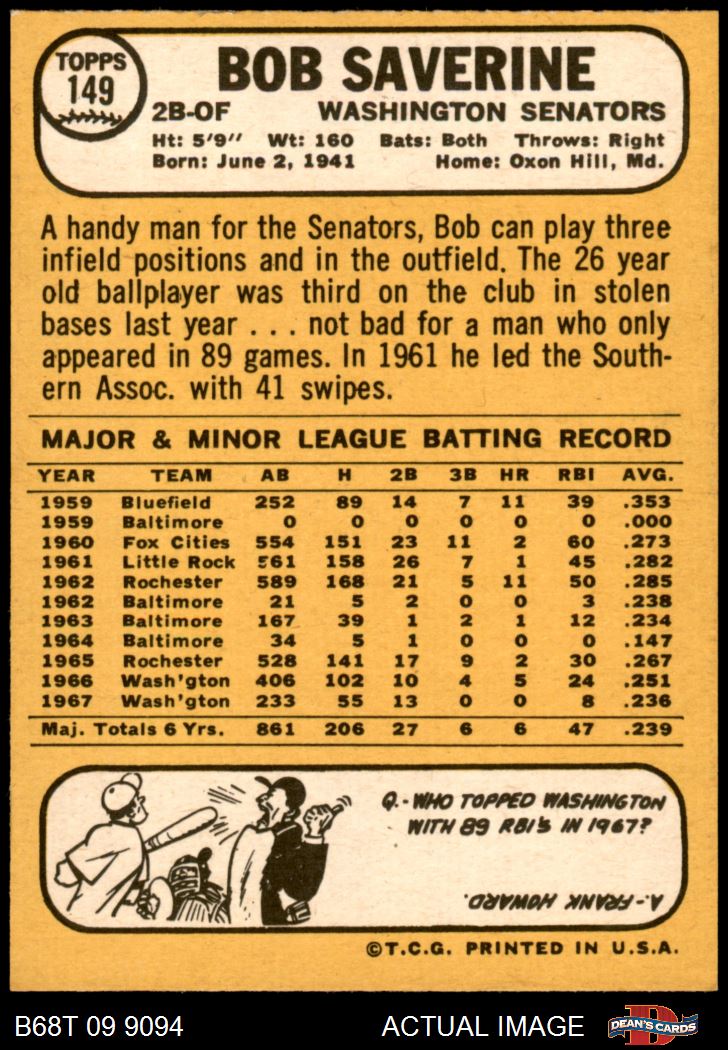 TOPPS
149
BOB SAVERINE
2B-OF WASHINGTON SENATORS
Ht: 5'9" Wt: 160 Bats: Both Throws: Right
Born: June 2, 1941 Home: Oxon Hill, Md.
A handy man for the Senators, Bob can play three
infield positions and in the outfield. The 26 year
old ballplayer was third on the club in stolen
bases last year . . . not bad for a man who only
appeared in 89 games. In 1961 he led the South-
ern Assoc. with 41 swipes.
MAJOR & MINOR LEAGUE BATTING RECORD
YEAR TEAM AB H 2B 3B HR RBI AVG.
1959 Bluefield 252 89 14 7 11 39 .353
1959 Baltimore 0 0 0 0 0 0 .000
1960 Fox Cities 554 151 23 11 2 60 .273
1961 Little Rock 561 158 26 7 1 45 .282
1962 Rochester 589 168 21 5 11 50 .285
1962 Baltimore 21 5 2 0 0 3 .238
1963 Baltimore 167 39 1 2 1 12 .234
1964 Baltimore 34 5 1 0 0 0 .147
1965 Rochester 528 141 17 9 2 30 .267
1966 Wash'gton 406 102 10 4 5 24 .251
1967 Wash'gton 233 55 13 0 0 8 .236
Maj. Totals 6 Yrs. 861 206 27 6 6 47 .239
Q.-WHO TOPPED WASHINGTON
WITH 89 RBI'S IN 1967?
A.-FRANK HOWARD.
©T.C.G. PRINTED IN U.S.A.
B68T 09 9094 ACTUAL IMAGE D DEAN'S CARDS